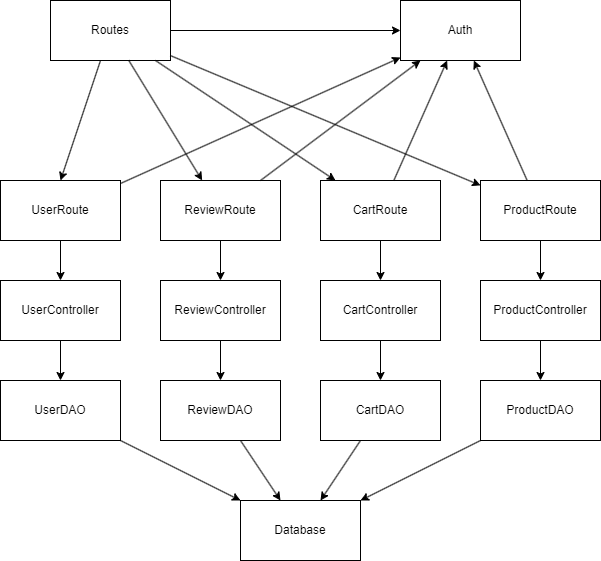 Routes
Auth
UserRoute
ReviewRoute
CartRoute
ProductRoute
UserController
ReviewController
CartController
ProductController
UserDAO
ReviewDAO
CartDAO
ProductDAO
Database